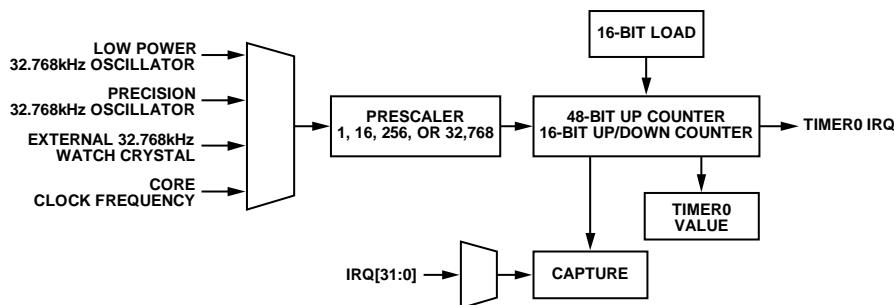 LOW POWER
32.768kHz OSCILLATOR
PRECISION
32.768kHz OSCILLATOR
EXTERNAL 32.768kHz
WATCH CRYSTAL
CORE
CLOCK FREQUENCY
PRESCALER
1, 16, 256, OR 32,768
16-BIT LOAD
48-BIT UP COUNTER
16-BIT UP/DOWN COUNTER
TIMER0 IRQ
TIMER0
VALUE
IRQ[31:0]
CAPTURE